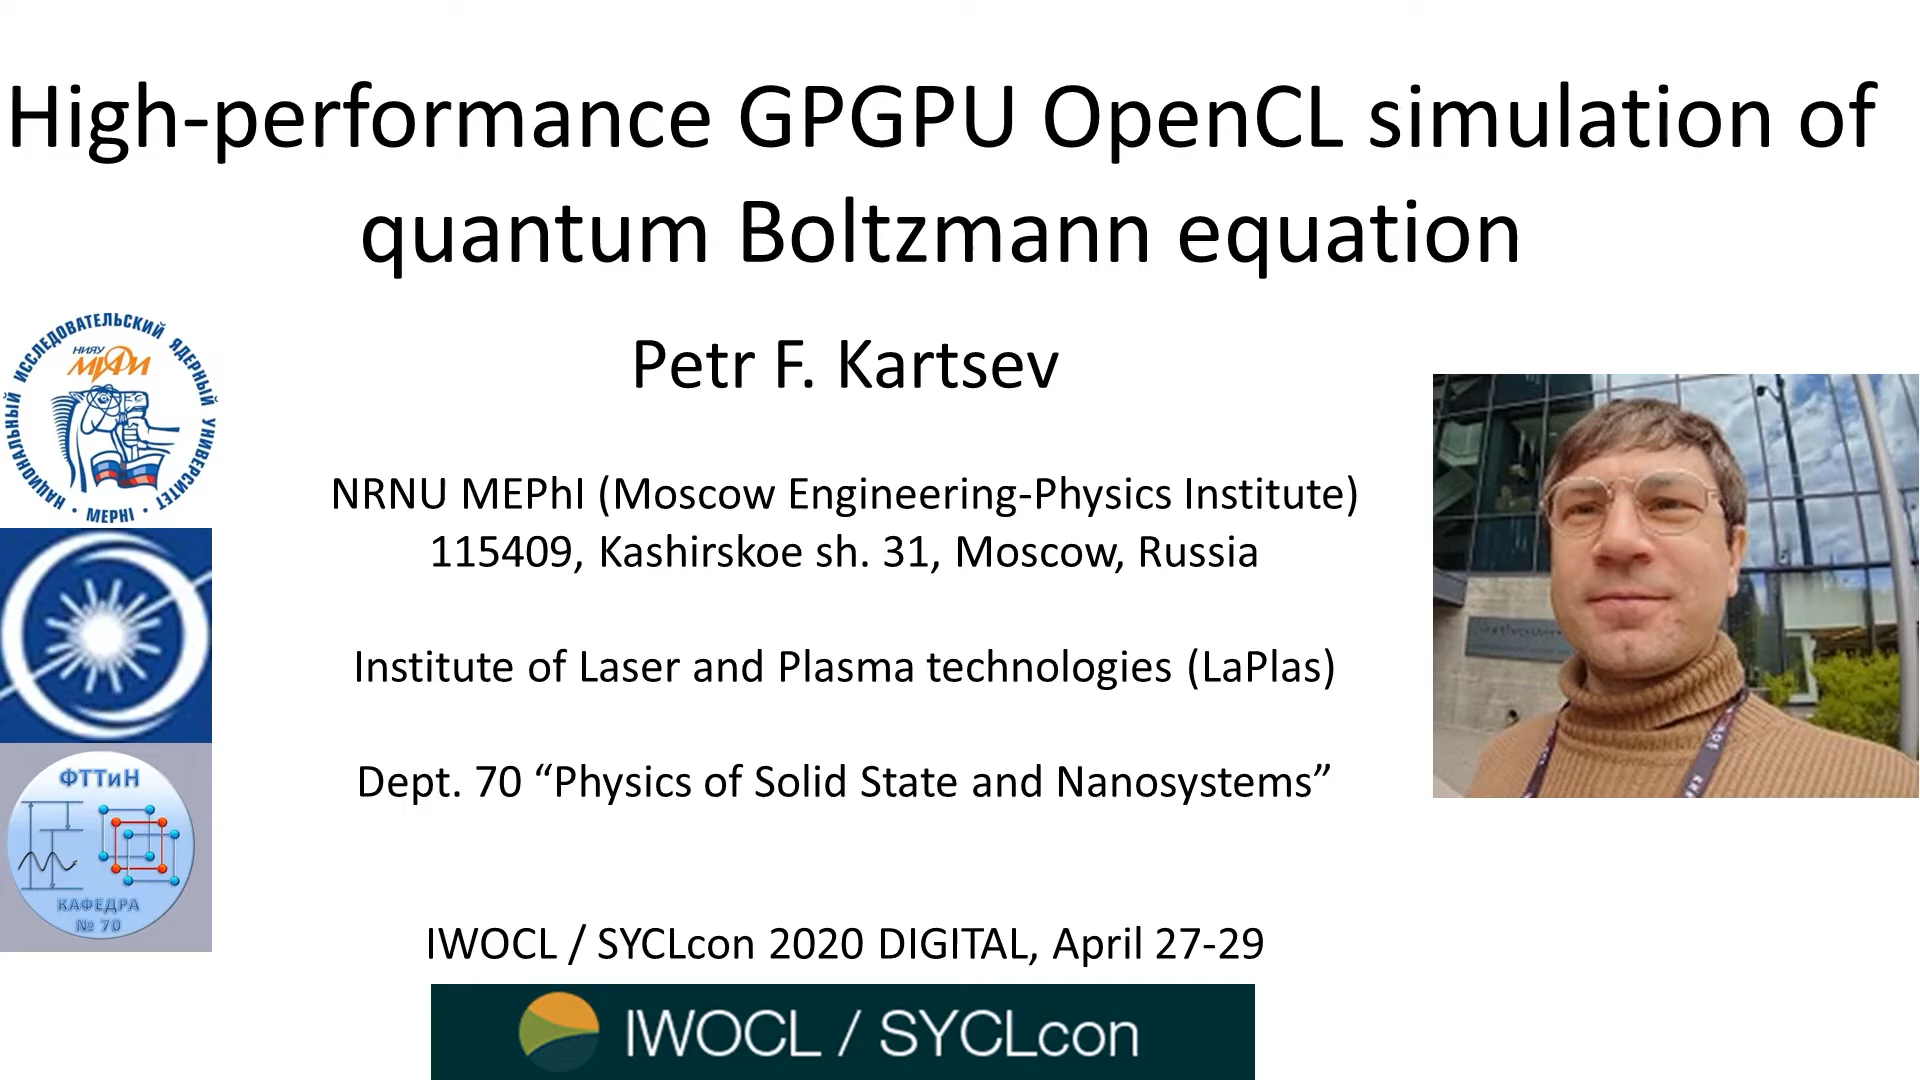 High-performance GPGPU OpenCL simulation of
quantum Boltzmann equation
Petr F. Kartsev
NRNU MEPhI (Moscow Engineering-Physics Institute)
115409, Kashirskoe sh. 31, Moscow, Russia
Institute of Laser and Plasma technologies (LaPlas)
Dept. 70 “Physics of Solid State and Nanosystems”
IWOCL / SYCLcon 2020 DIGITAL, April 27-29
IWOCL / SYCLcon
НАЦИОНАЛЬНЫЙ ИССЛЕДОВАТЕЛЬСКИЙ ЯДЕРНЫЙ УНИВЕРСИТЕТ
НИЯУ
МИФИ
· MEPHI ·
ФТТиН
КАФЕДРА
№ 70